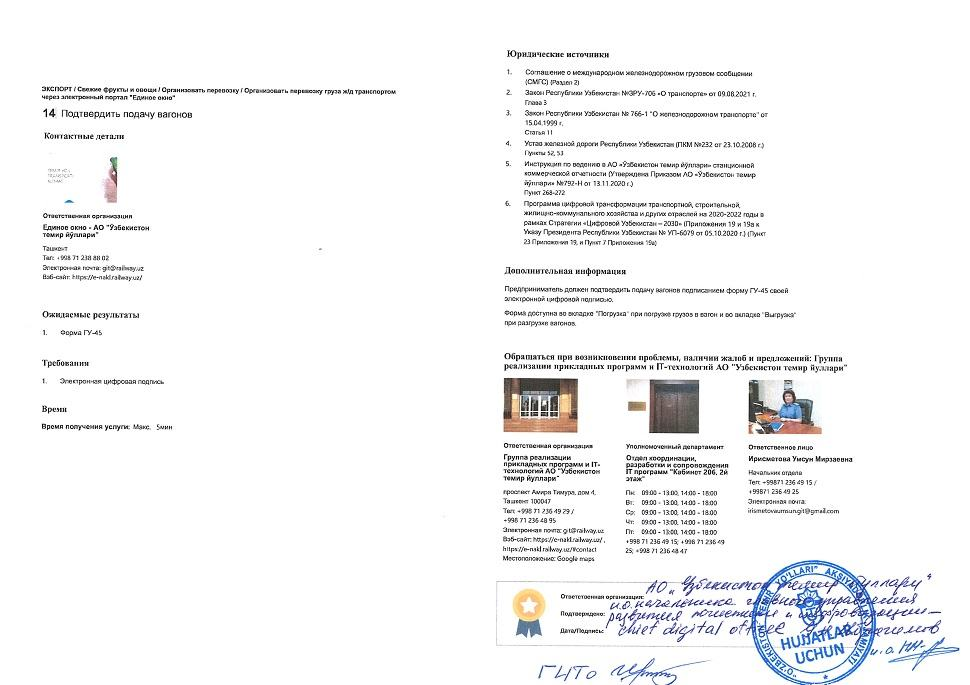 ЭКСПОРТ / Свежие фрукты и овощи / Организовать перевозку / Организовать перевозку груза ж/д транспортом
через электронный портал "Единое окно"
14 Подтвердить подачу вагонов
Контактные детали
Ответственная организация
Единое окно - АО "Ўзбекистон
темир йўллари"
Ташкент
Тел: +998 71 238 88 02
Электронная почта: git@railway.uz
Вэб-сайт: https://e-nakl.railway.uz/
Ожидаемые результаты
1. Форма ГУ-45
Требования
1. Электронная цифровая подпись
Время
Время получения услуги: Макс. 5мин
Юридические источники
1. Соглашение о международном железнодорожном грузовом сообщении
(СМГС) (Раздел 2)
2. Закон Республики Узбекистан №ЗРУ-706 «О транспорте» от 09.08.2021 г.
Глава 3
3. Закон Республики Узбекистан № 766-1 "О железнодорожном транспорте" от
15.04.1999 г.
Статья 11
4. Устав железной дороги Республики Узбекистан (ПКМ №232 от 23.10.2008 г.)
Пункты 52, 53
5. Инструкция по ведению в АО «Ўзбекистон темир йўллари» станционной
коммерческой отчетности (Утверждена Приказом АО «Ўзбекистон темир
йўллари» №792-Н от 13.11.2020 г.)
Пункт 268-272
6. Программа цифровой трансформации транспортной, строительной,
жилищно-коммунального хозяйства и других отраслей на 2020-2022 годы в
рамках Стратегии «Цифровой Узбекистан – 2030» (Приложения 19 и 19а к
Указу Президента Республики Узбекистан № УП-6079 от 05.10.2020 г.) (Пункт
23 Приложения 19, и Пункт 7 Приложения 19а)
Дополнительная информация
Предприниматель должен подтвердить подачу вагонов подписанием форму ГУ-45 своей
электронной цифровой подписью.
Форма доступна во вкладке "Погрузка" при погрузке грузов в вагон и во вкладке "Выгрузка"
при разгрузке вагонов.
Обращаться при возникновении проблемы, наличии жалоб и предложений: Группа
реализации прикладных программ и IT-технологий АО "Узбекистон темир йуллари"
Ответственная организация
Группа реализации
прикладных программ и IT-
технологий АО "Узбекистон
темир йуллари"
проспект Амира Тимура, дом 4,
Ташкент 100047
Тел: +998 71 236 49 29 /
+998 71 236 48 95
Электронная почта: git@railway.uz
Вэб-сайт: https://e-nakl.railway.uz/ ,
https://e-nakl.railway.uz/#contact
Местоположение: Google maps
Уполномоченный департамент
Отдел координации,
разработки и сопровождения
IT программ "Кабинет 206, 2й
этаж"
Пн: 09:00 - 13:00, 14:00 - 18:00
Вт: 09:00 - 13:00, 14:00 - 18:00
Ср: 09:00 - 13:00, 14:00 - 18:00
Чт: 09:00 - 13:00, 14:00 - 18:00
Пт: 09:00 - 13:00, 14:00 - 18:00
+998 71 236 49 15; +998 71 236 49
25; +998 71 236 48 47
Ответственное лицо
Ирисметова Умсун Мирзаевна
Начальник отдела
Тел: +99871 236 49 15 /
+99871 236 49 25
Электронная почта:
irismetovaumsun.git@gmail.com
Ответственная организация: АО "Узбекистон темир йуллари"
и.о. начальника главного управления
Подтверждено: развития логистики и цифровизации –
Дата/Подпись: chief digital office
и.о.
HUJJATLAR
UCHUN
ГИТО